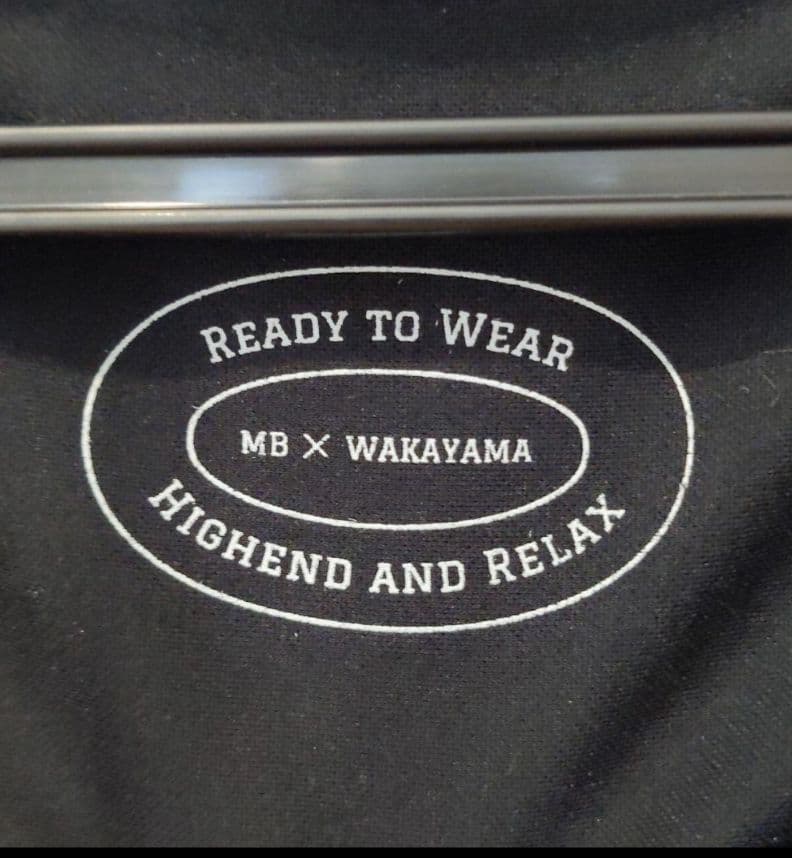 READY TO WEAR
MB × WAKAYAMA
HIGHEND AND RELAX